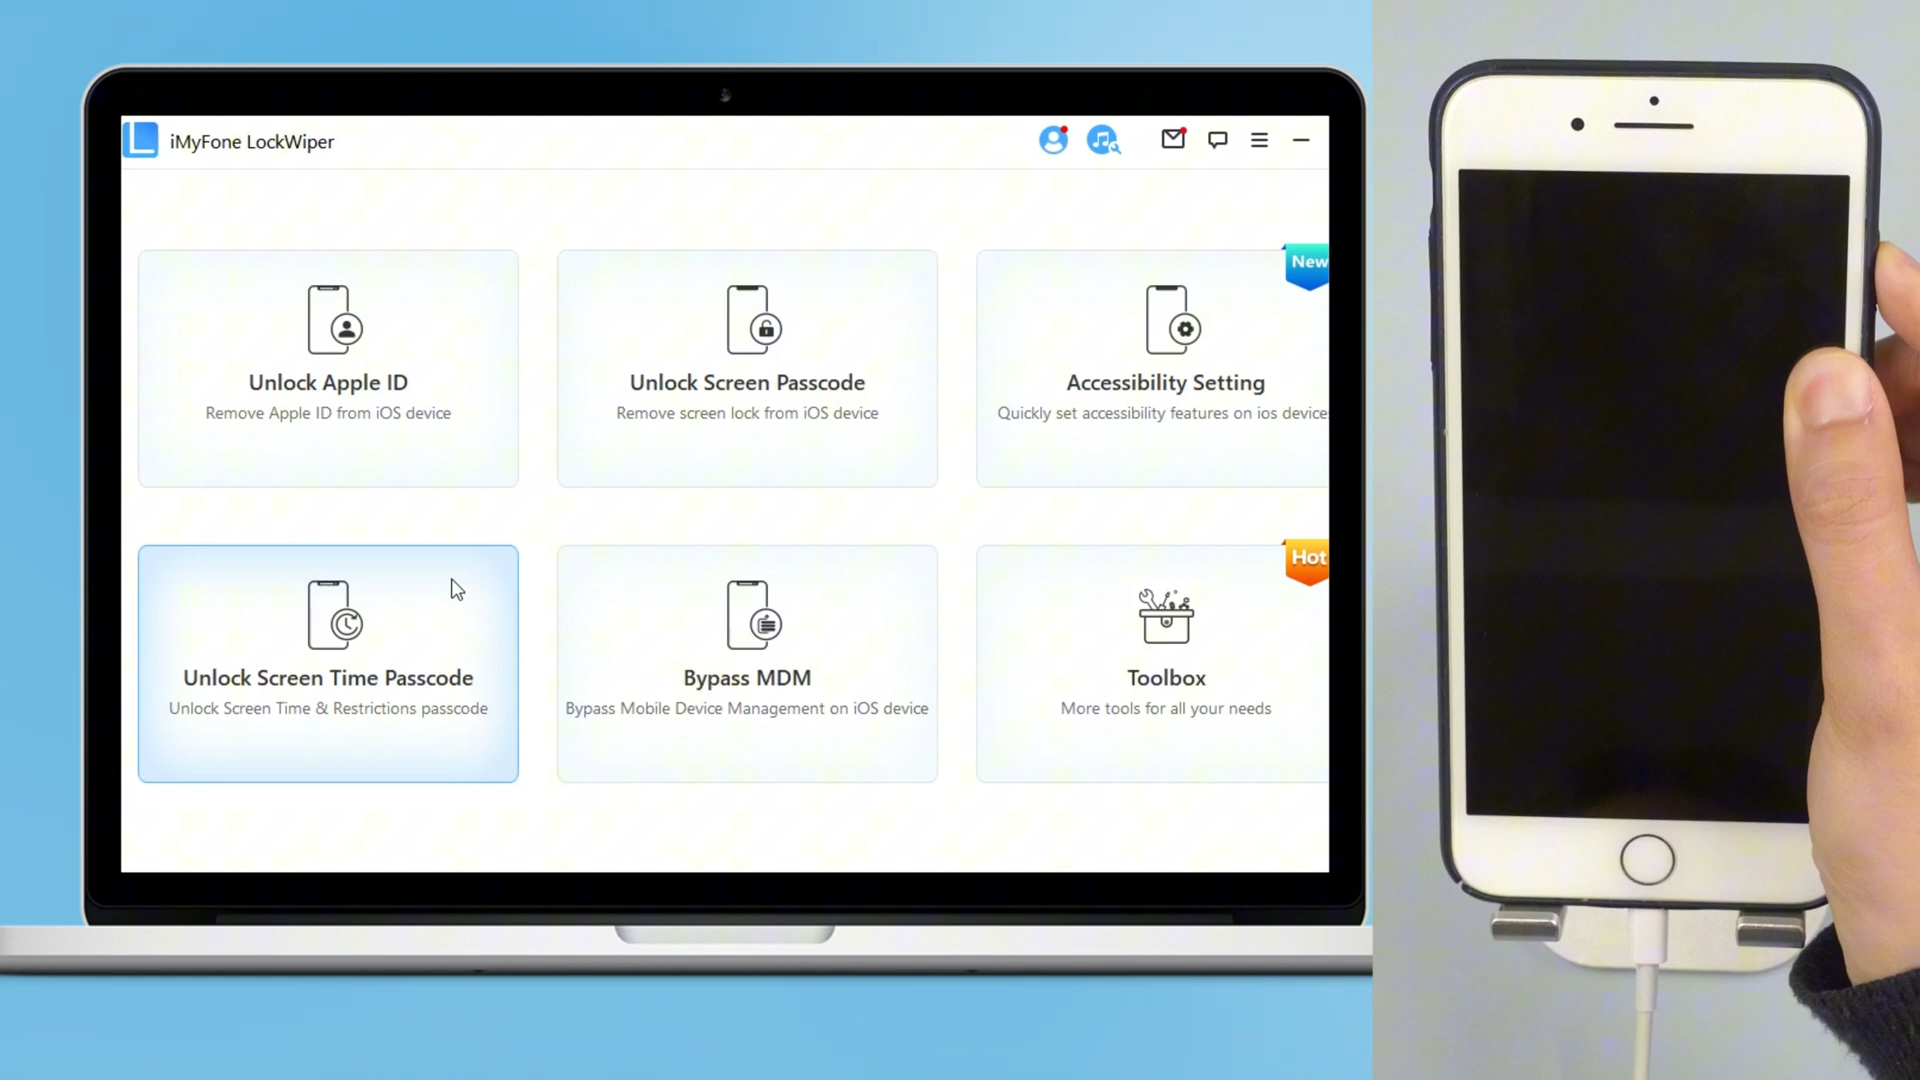 iMyFone LockWiper
New
Unlock Apple ID
Remove Apple ID from iOS device
Unlock Screen Passcode
Remove screen lock from iOS device
Accessibility Setting
Quickly set accessibility features on ios device
Hot
Unlock Screen Time Passcode
Unlock Screen Time & Restrictions passcode
Bypass MDM
Bypass Mobile Device Management on iOS device
Toolbox
More tools for all your needs